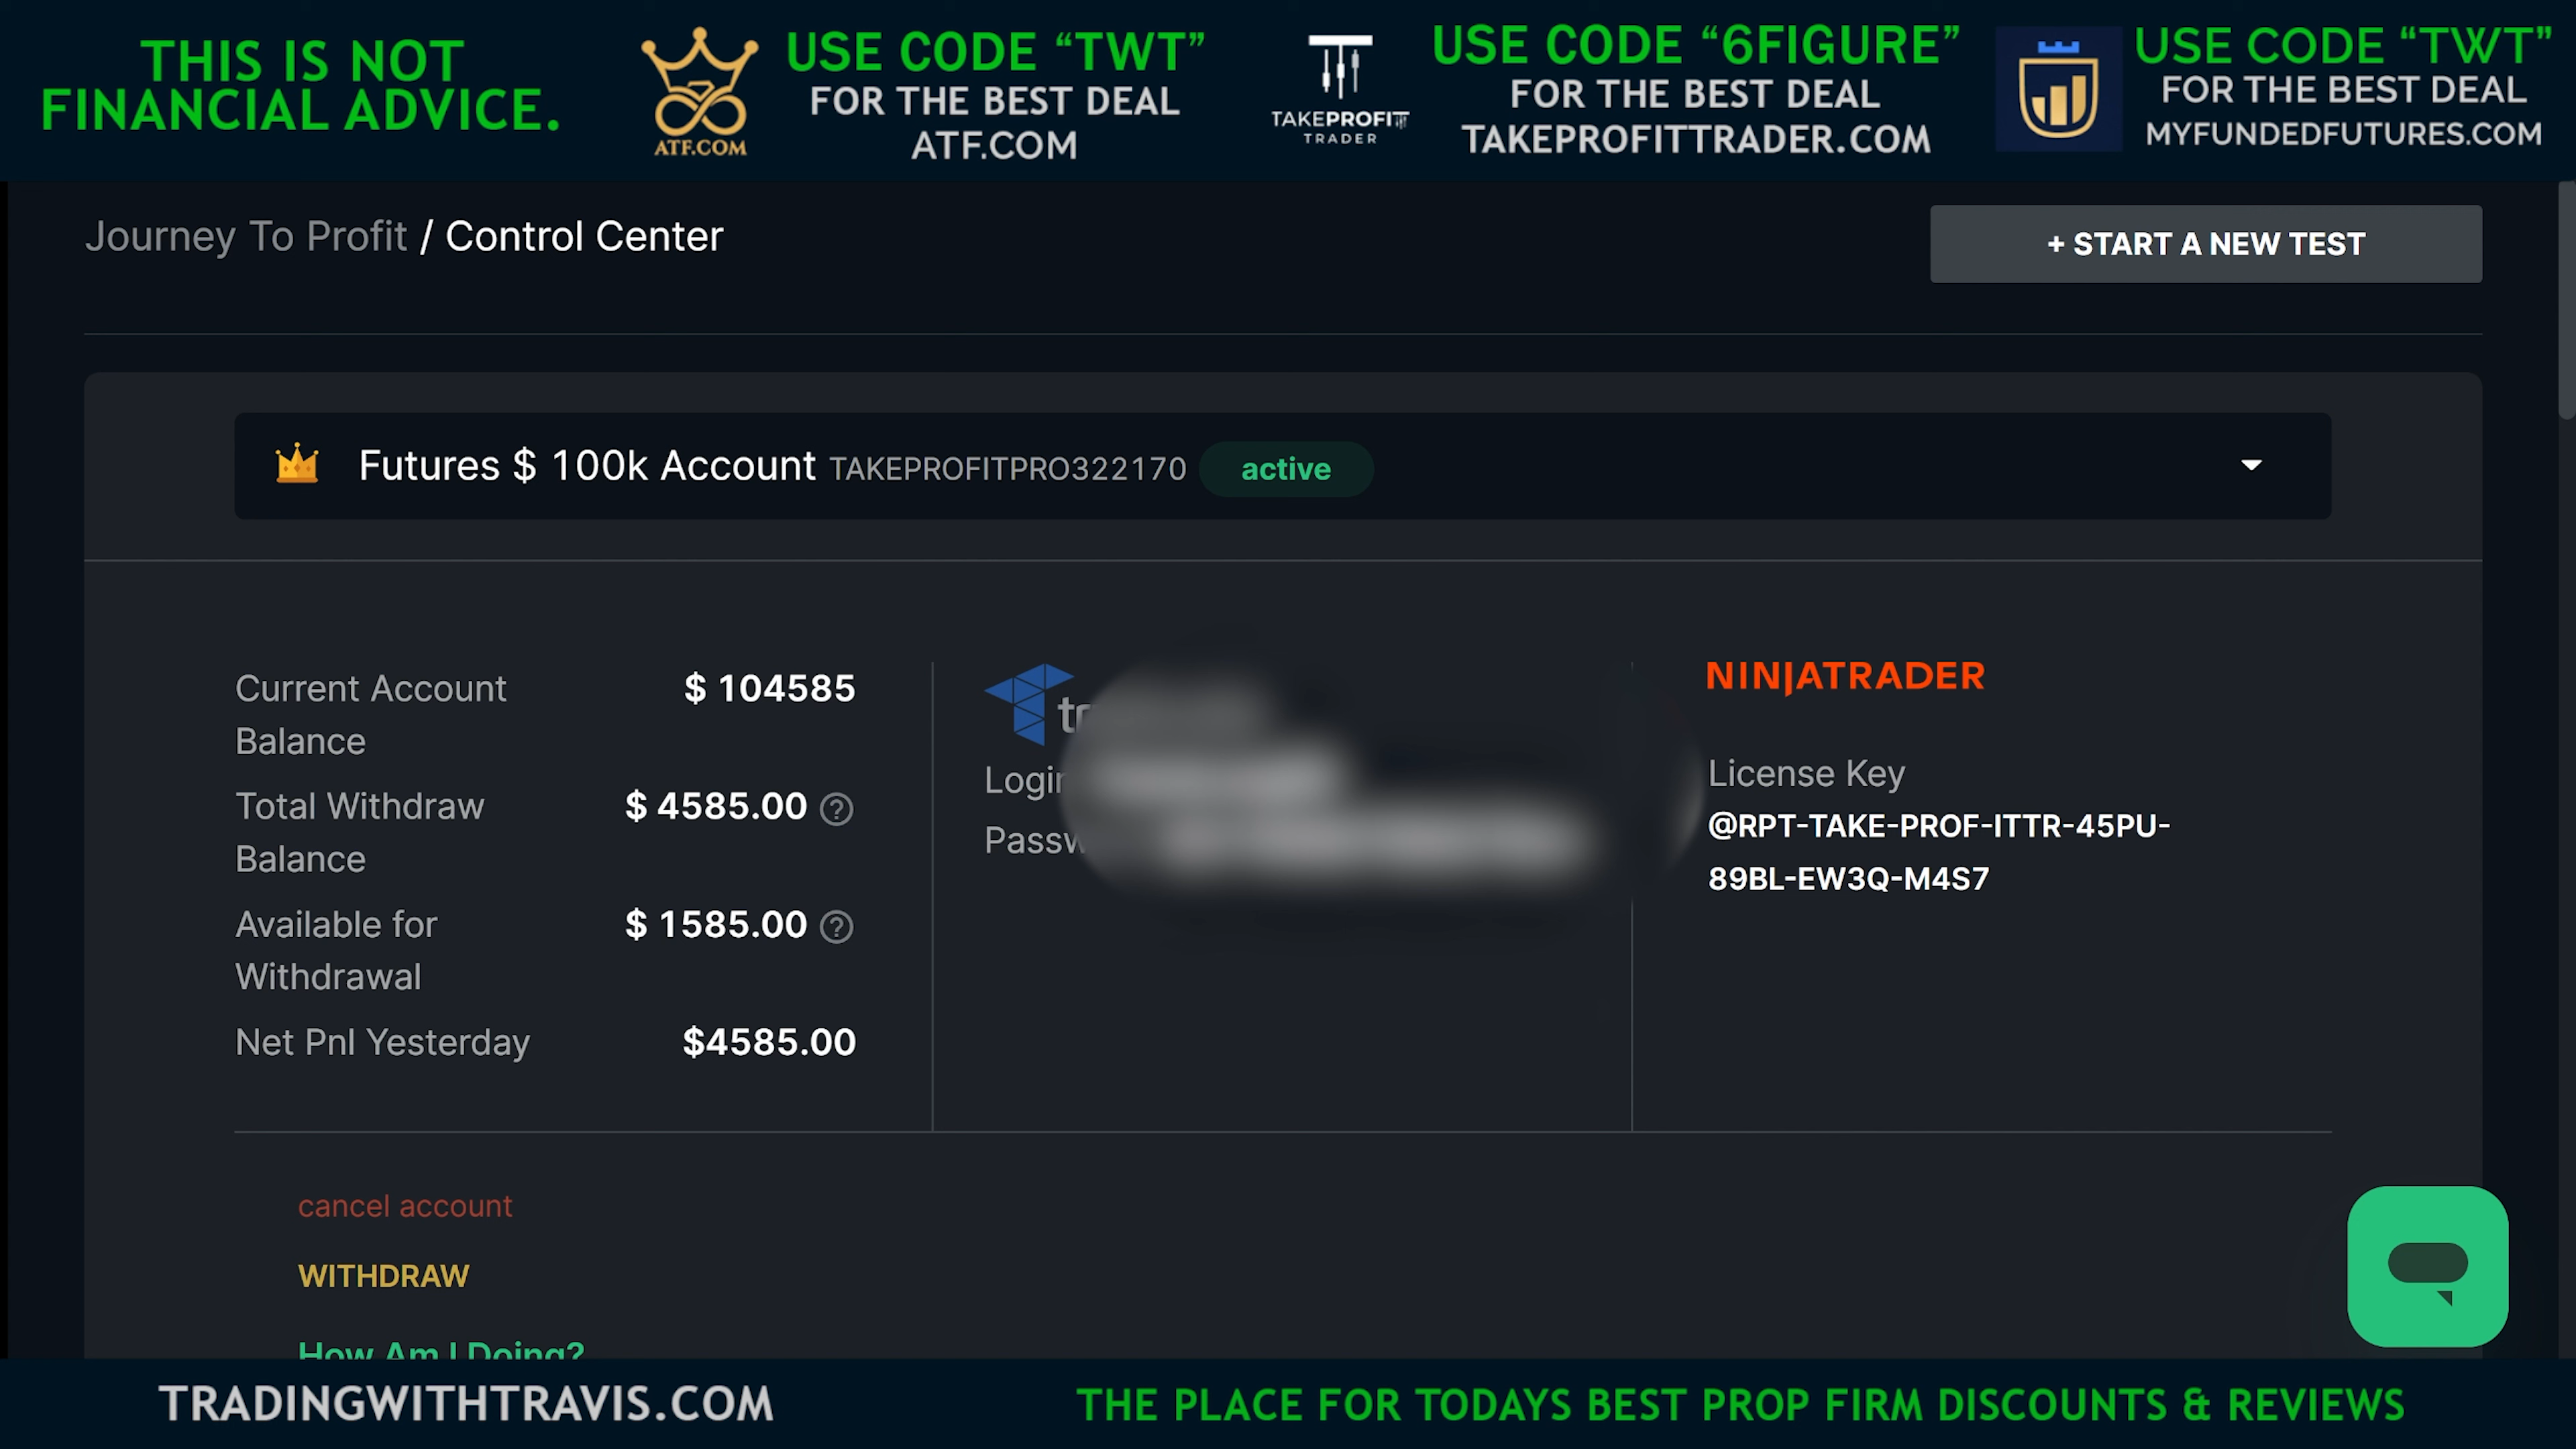 THIS IS NOT
FINANCIAL ADVICE.
ATF.COM
USE CODE “TWT”
FOR THE BEST DEAL
ATF.COM
TAKEPROFIT
TRADER
USE CODE “6FIGURE”
FOR THE BEST DEAL
TAKEPROFITTRADER.COM
USE CODE “TWT”
FOR THE BEST DEAL
MYFUNDEDFUTURES.COM
Journey To Profit / Control Center
+ START A NEW TEST
Futures $ 100k Account TAKEPROFITPRO322170 active
Current Account
Balance
$ 104585
Total Withdraw
Balance
$ 4585.00 ?
Available for
Withdrawal
$ 1585.00 ?
Net Pnl Yesterday
$4585.00
Login
NINJATRADER
License Key
@RPT-TAKE-PROF-ITTR-45PU-
89BL-EW3Q-M4S7
cancel account
WITHDRAW
How Am I Doing?
TRADINGWITHTRAVIS.COM
THE PLACE FOR TODAYS BEST PROP FIRM DISCOUNTS & REVIEWS